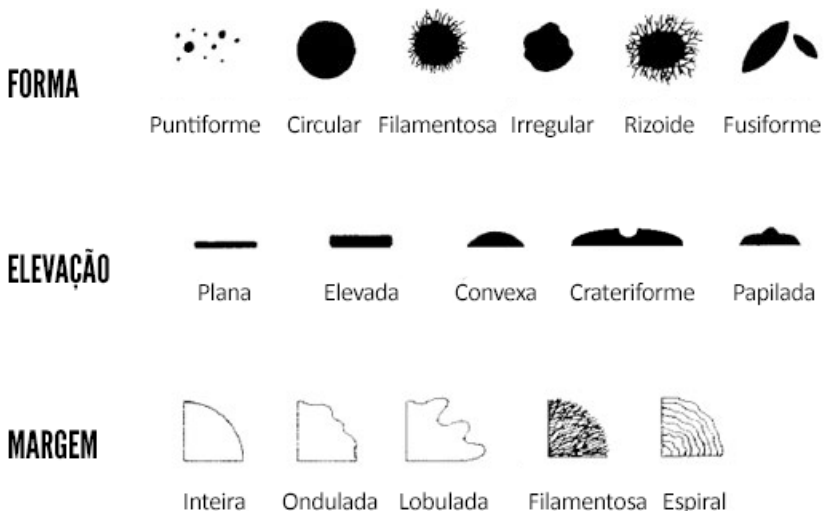 FORMA
Puntiforme Circular Filamentosa Irregular Rizoide Fusiforme
ELEVAÇÃO
Plana Elevada Convexa Crateriforme Papilada
MARGEM
Inteira Ondulada Lobulada Filamentosa Espiral